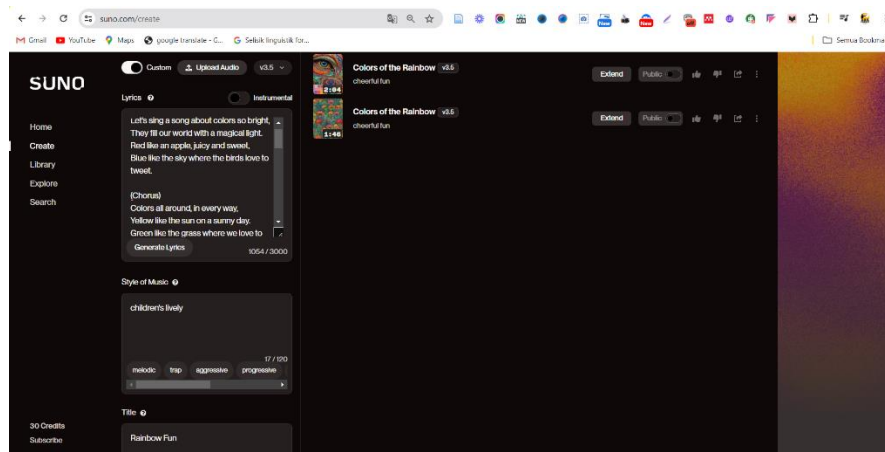 suno.com/create
Gmail YouTube Maps google translate - G... Selisik linguistik for... Semua Bookma
SUNO
Home
Create
Library
Explore
Search
30 Credits
Subscribe
Custom Upload Audio v3.5
Lyrics Instrumental
Let's sing a song about colors so bright,
They fill our world with a magical light.
Red like an apple, juicy and sweet,
Blue like the sky where the birds love to
tweet.
(Chorus)
Colors all around, in every way,
Yellow like the sun on a sunny day.
Green like the grass where we love to
Generate Lyrics 1054 / 3000
Style of Music
children's lively
17 / 120
melodic trap aggressive progressive
Title
Rainbow Fun
Colors of the Rainbow v3.5
cheerful fun
2:04
Extend Public
Colors of the Rainbow v3.5
cheerful fun
1:46
Extend Public